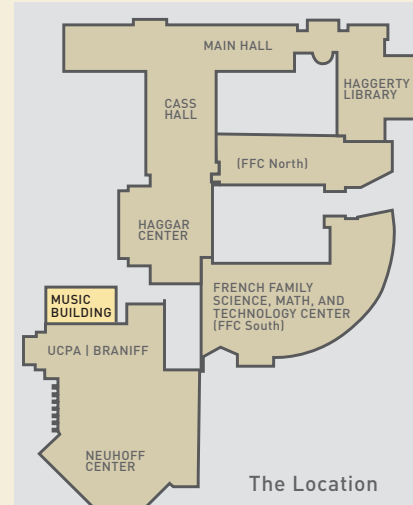 MAIN HALL
HAGGERTY
LIBRARY
CASS
HALL
(FFC North)
HAGGAR
CENTER
FRENCH FAMILY
SCIENCE, MATH, AND
TECHNOLOGY CENTER
(FFC South)
MUSIC
BUILDING
UCPA | BRANIFF
NEUHOFF
CENTER
The Location